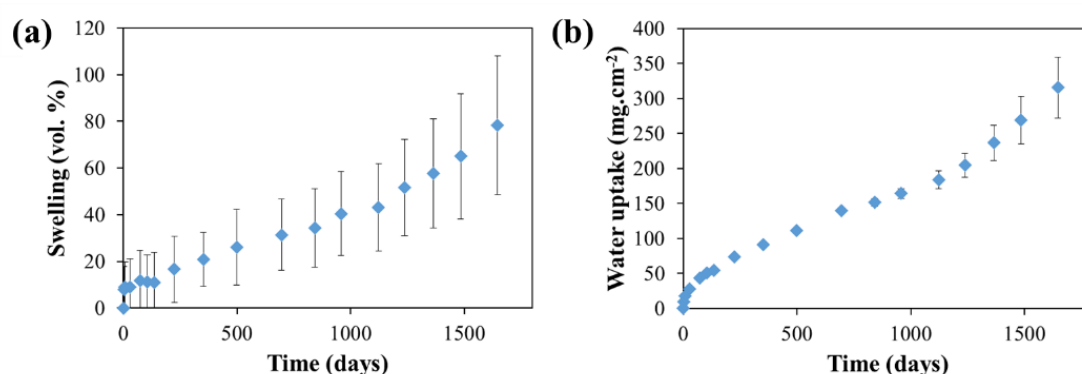 (a)
Swelling (vol. %)
120
100
80
60
40
20
0
0 500 1000 1500
Time (days)
(b)
Water uptake (mg.cm-2)
400
350
300
250
200
150
100
50
0
0 500 1000 1500
Time (days)